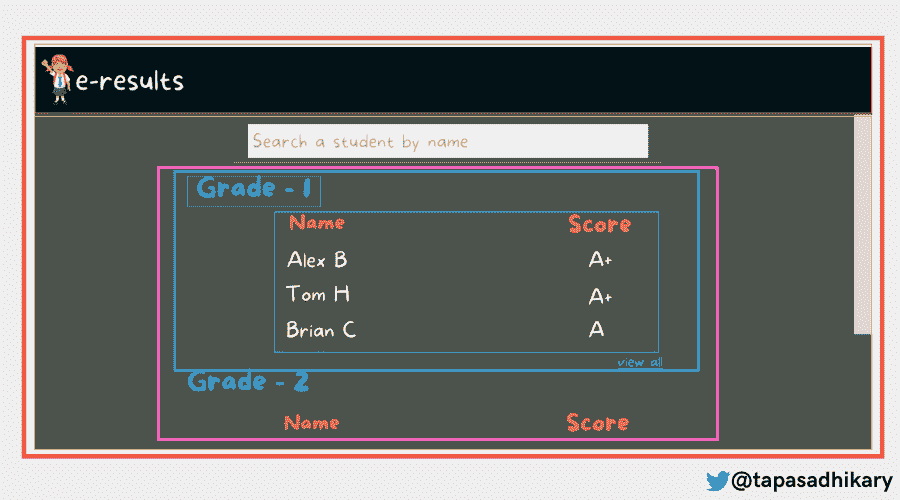 e-results
Search a student by name
Grade - 1
Name Score
Alex B A+
Tom H A+
Brian C A
view all
Grade - 2
Name Score
@tapasadhikary